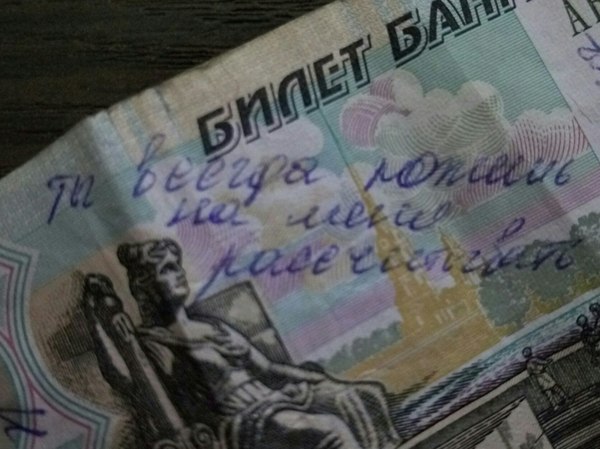 БИЛЕТ БАН
ты всегда можешь
на меня
рассчитывать